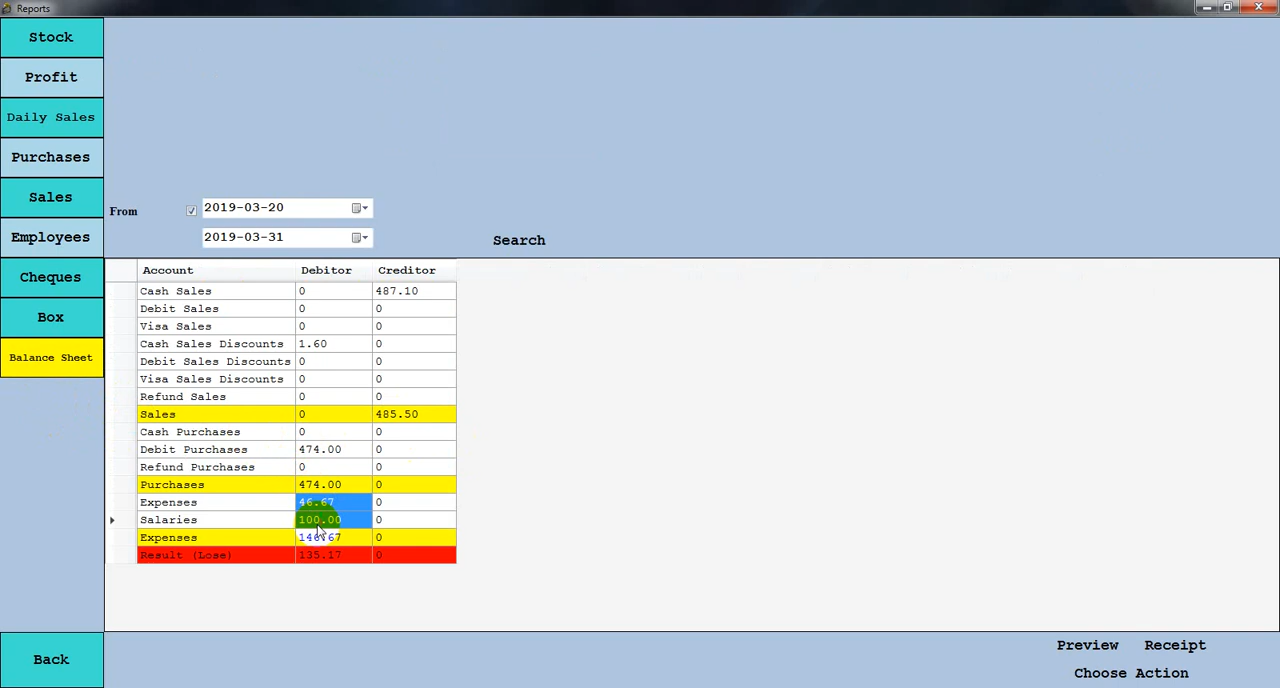 Reports
Stock
Profit
Daily Sales
Purchases
Sales
Employees
Cheques
Box
Balance Sheet
Back
From 2019-03-20
2019-03-31
Search
Account Debitor Creditor
Cash Sales 0 487.10
Debit Sales 0 0
Visa Sales 0 0
Cash Sales Discounts 1.60 0
Debit Sales Discounts 0 0
Visa Sales Discounts 0 0
Refund Sales 0 0
Sales 0 485.50
Cash Purchases 0 0
Debit Purchases 474.00 0
Refund Purchases 0 0
Purchases 474.00 0
Expenses 46.67 0
Salaries 100.00 0
Expenses 146.67 0
Result (Lose) 135.17 0
Preview Receipt
Choose Action